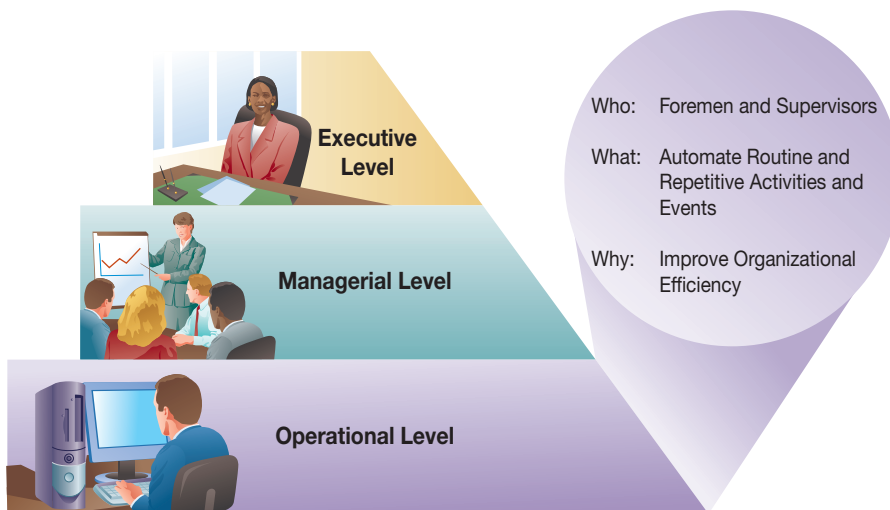 Executive
Level
Managerial Level
Operational Level
Who: Foremen and Supervisors
What: Automate Routine and
Repetitive Activities and
Events
Why: Improve Organizational
Efficiency